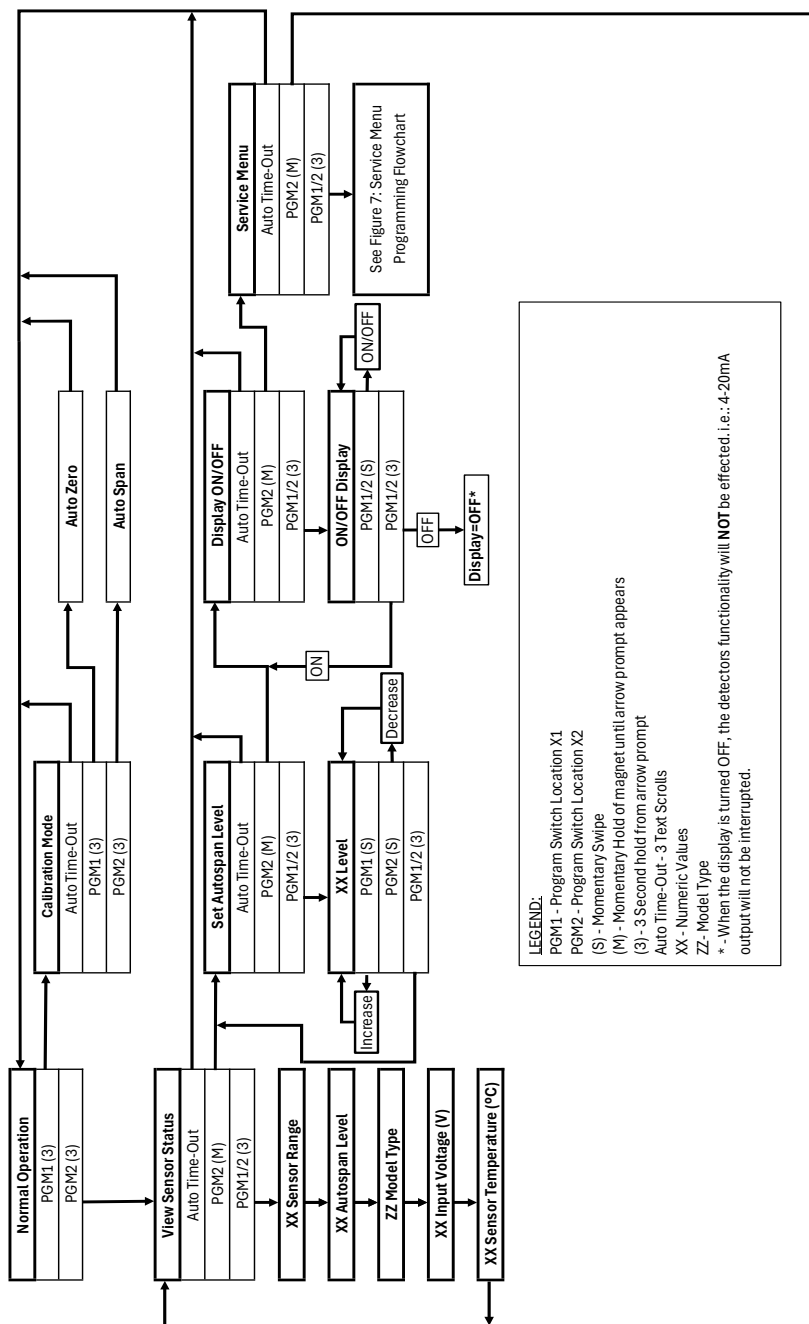 Normal Operation
PGM1 (3)
PGM2 (3)
Calibration Mode
Auto Time-Out
PGM1 (3)
PGM2 (3)
Auto Zero
Auto Span
View Sensor Status
Auto Time-Out
PGM2 (M)
PGM1/2 (3)
XX Sensor Range
XX Autospan Level
ZZ Model Type
XX Input Voltage (V)
XX Sensor Temperature (ºC)
Set Autospan Level
Auto Time-Out
PGM2 (M)
PGM1/2 (3)
XX Level
PGM1 (S)
PGM2 (S)
PGM1/2 (3)
Increase
Decrease
Display ON/OFF
Auto Time-Out
PGM2 (M)
PGM1/2 (3)
ON/OFF Display
PGM1/2 (S)
PGM1/2 (3)
ON/OFF
ON
OFF
Display=OFF*
Service Menu
Auto Time-Out
PGM2 (M)
PGM1/2 (3)
See Figure 7: Service Menu
Programming Flowchart
LEGEND:
PGM1 - Program Switch Location X1
PGM2 - Program Switch Location X2
(S) - Momentary Swipe
(M) - Momentary Hold of magnet until arrow prompt appears
(3) - 3 Second hold from arrow prompt
Auto Time-Out - 3 Text Scrolls
XX - Numeric Values
ZZ- Model Type
* - When the display is turned OFF, the detectors functionality will NOT be effected. i.e.: 4-20mA
output will not be interrupted.